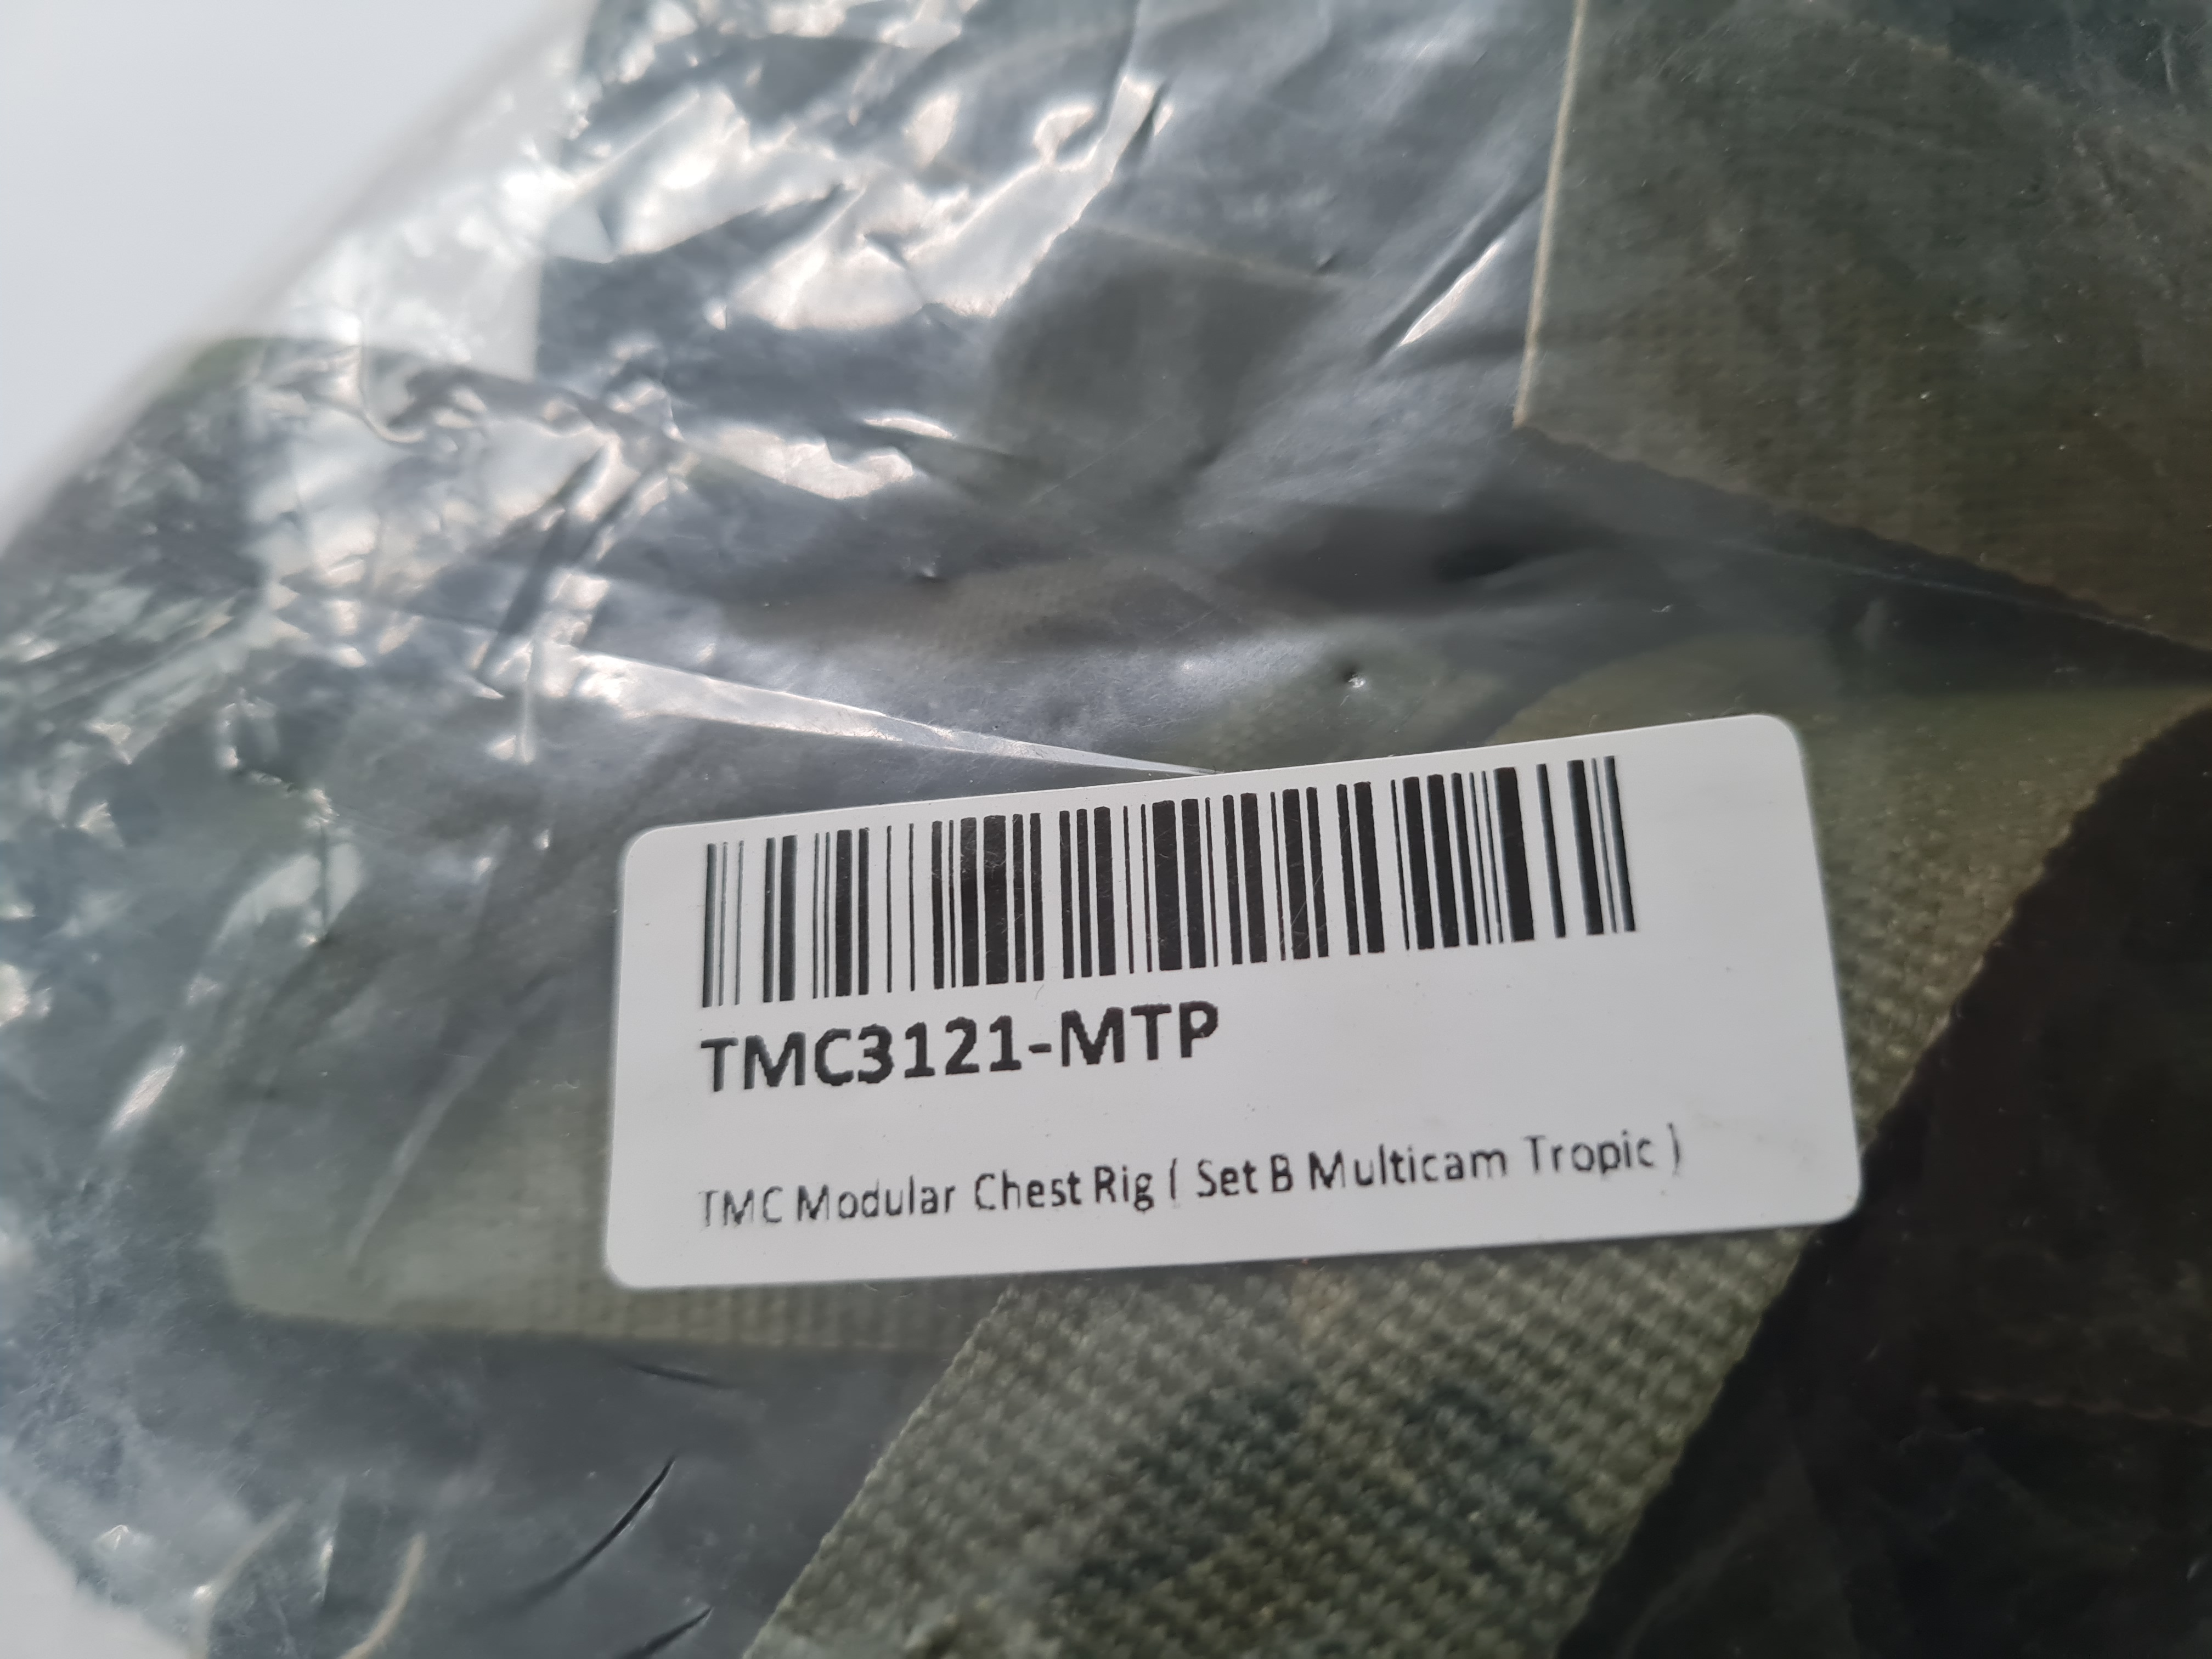 TMC3121-MTP
TMC Modular Chest Rig ( Set B Multicam Tropic )